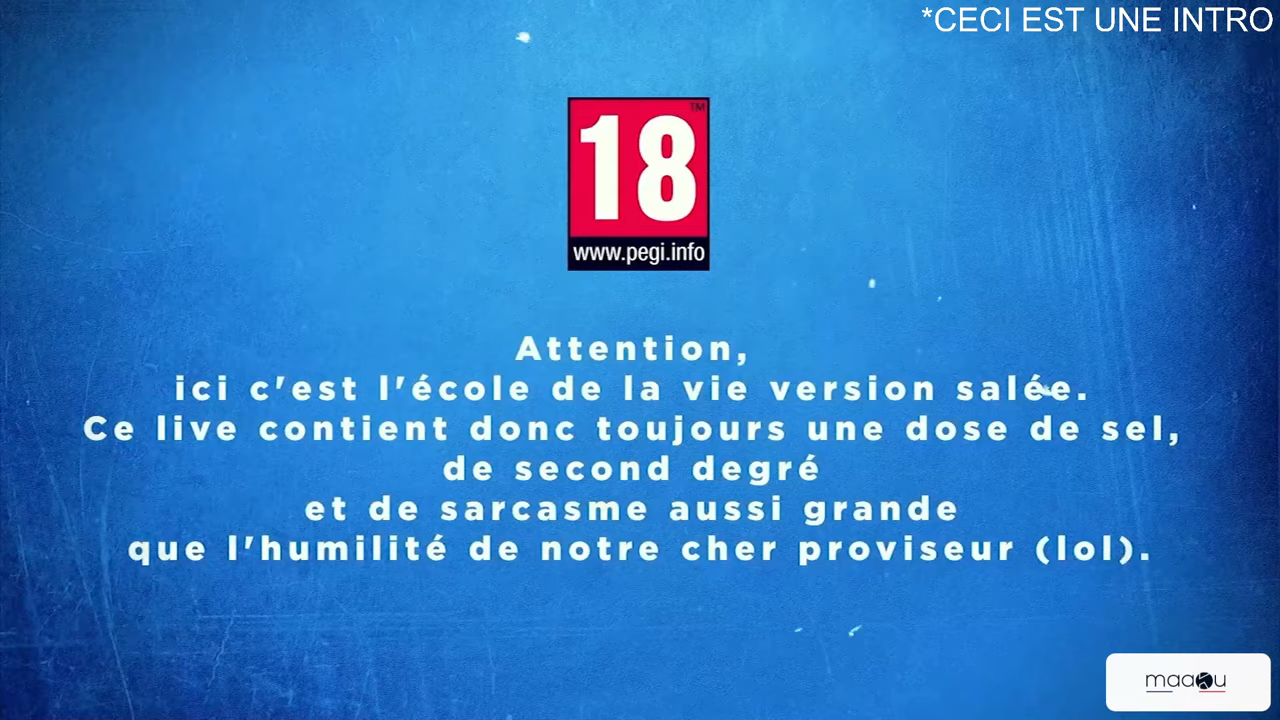 *CECI EST UNE INTRO
18
TM
www.pegi.info
Attention,
ici c'est l'école de la vie version salée.
Ce live contient donc toujours une dose de sel,
de second degré
et de sarcasme aussi grande
que l'humilité de notre cher proviseur (lol).
maaku